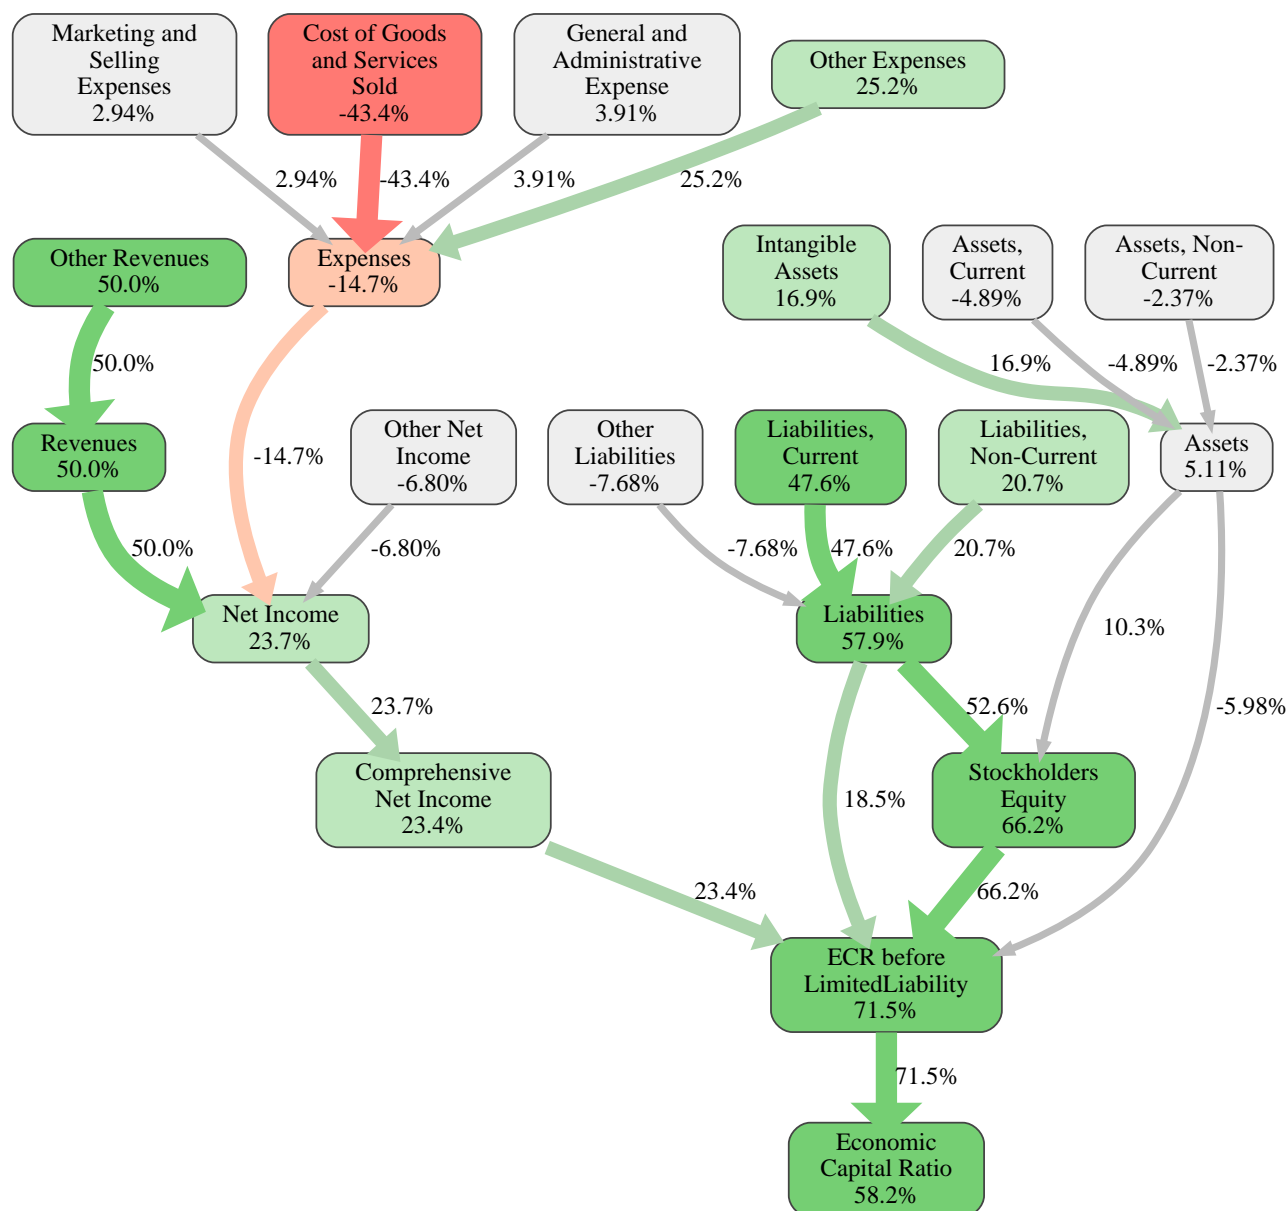 Marketing and
Selling
Expenses
2.94%
Cost of Goods
and Services
Sold
-43.4%
General and
Administrative
Expense
3.91%
Other Expenses
25.2%
2.94%
-43.4%
3.91%
25.2%
Other Revenues
50.0%
Expenses
-14.7%
Intangible
Assets
16.9%
Assets,
Current
-4.89%
Assets, Non-
Current
-2.37%
50.0%
16.9%
-4.89%
-2.37%
Revenues
50.0%
-14.7%
Other Net
Income
-6.80%
Other
Liabilities
-7.68%
Liabilities,
Current
47.6%
Liabilities,
Non-Current
20.7%
Assets
5.11%
50.0%
-6.80%
-7.68%
47.6%
20.7%
Net Income
23.7%
Liabilities
57.9%
10.3%
-5.98%
23.7%
52.6%
Comprehensive
Net Income
23.4%
18.5%
Stockholders
Equity
66.2%
23.4%
66.2%
ECR before
LimitedLiability
71.5%
71.5%
Economic
Capital Ratio
58.2%